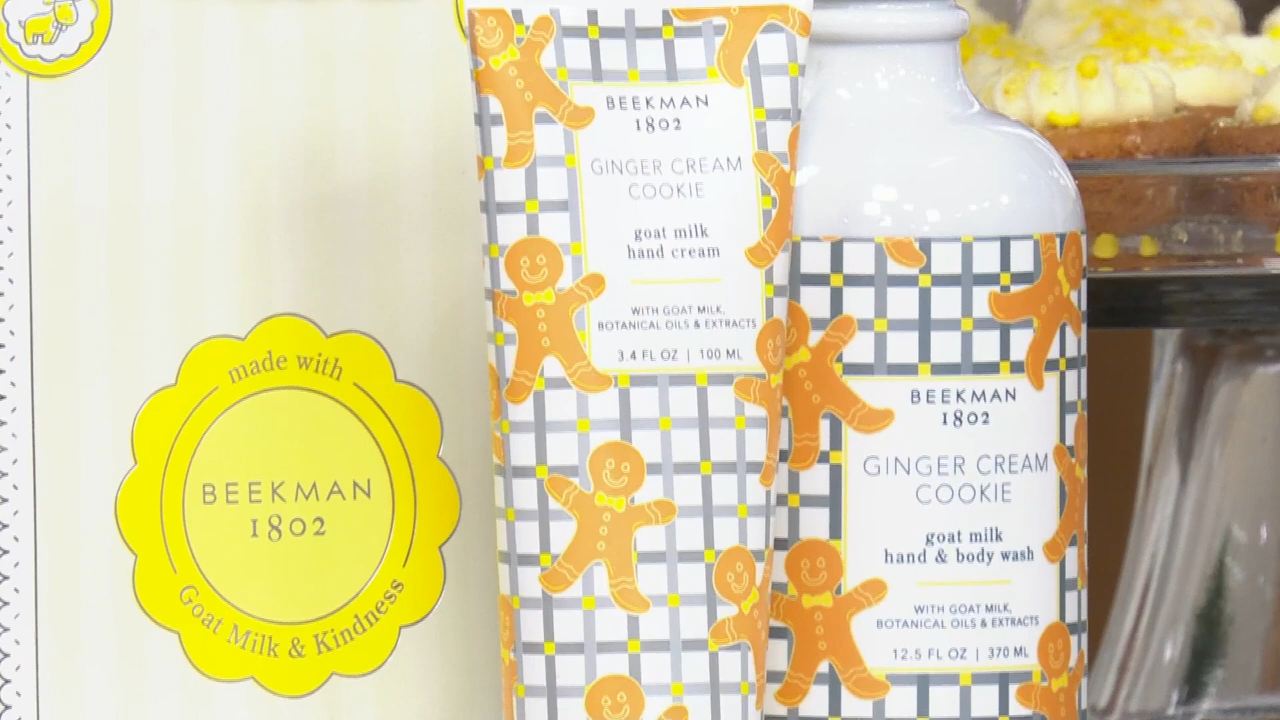 made with
BEEKMAN
1802
Goat Milk & Kindness
BEEKMAN
1802
GINGER CREAM
COOKIE
goat milk
hand cream
WITH GOAT MILK,
BOTANICAL OILS & EXTRACTS
3.4 FL OZ | 100 ML
BEEKMAN
1802
GINGER CREAM
COOKIE
goat milk
hand & body wash
WITH GOAT MILK,
BOTANICAL OILS & EXTRACTS
12.5 FL OZ | 370 ML